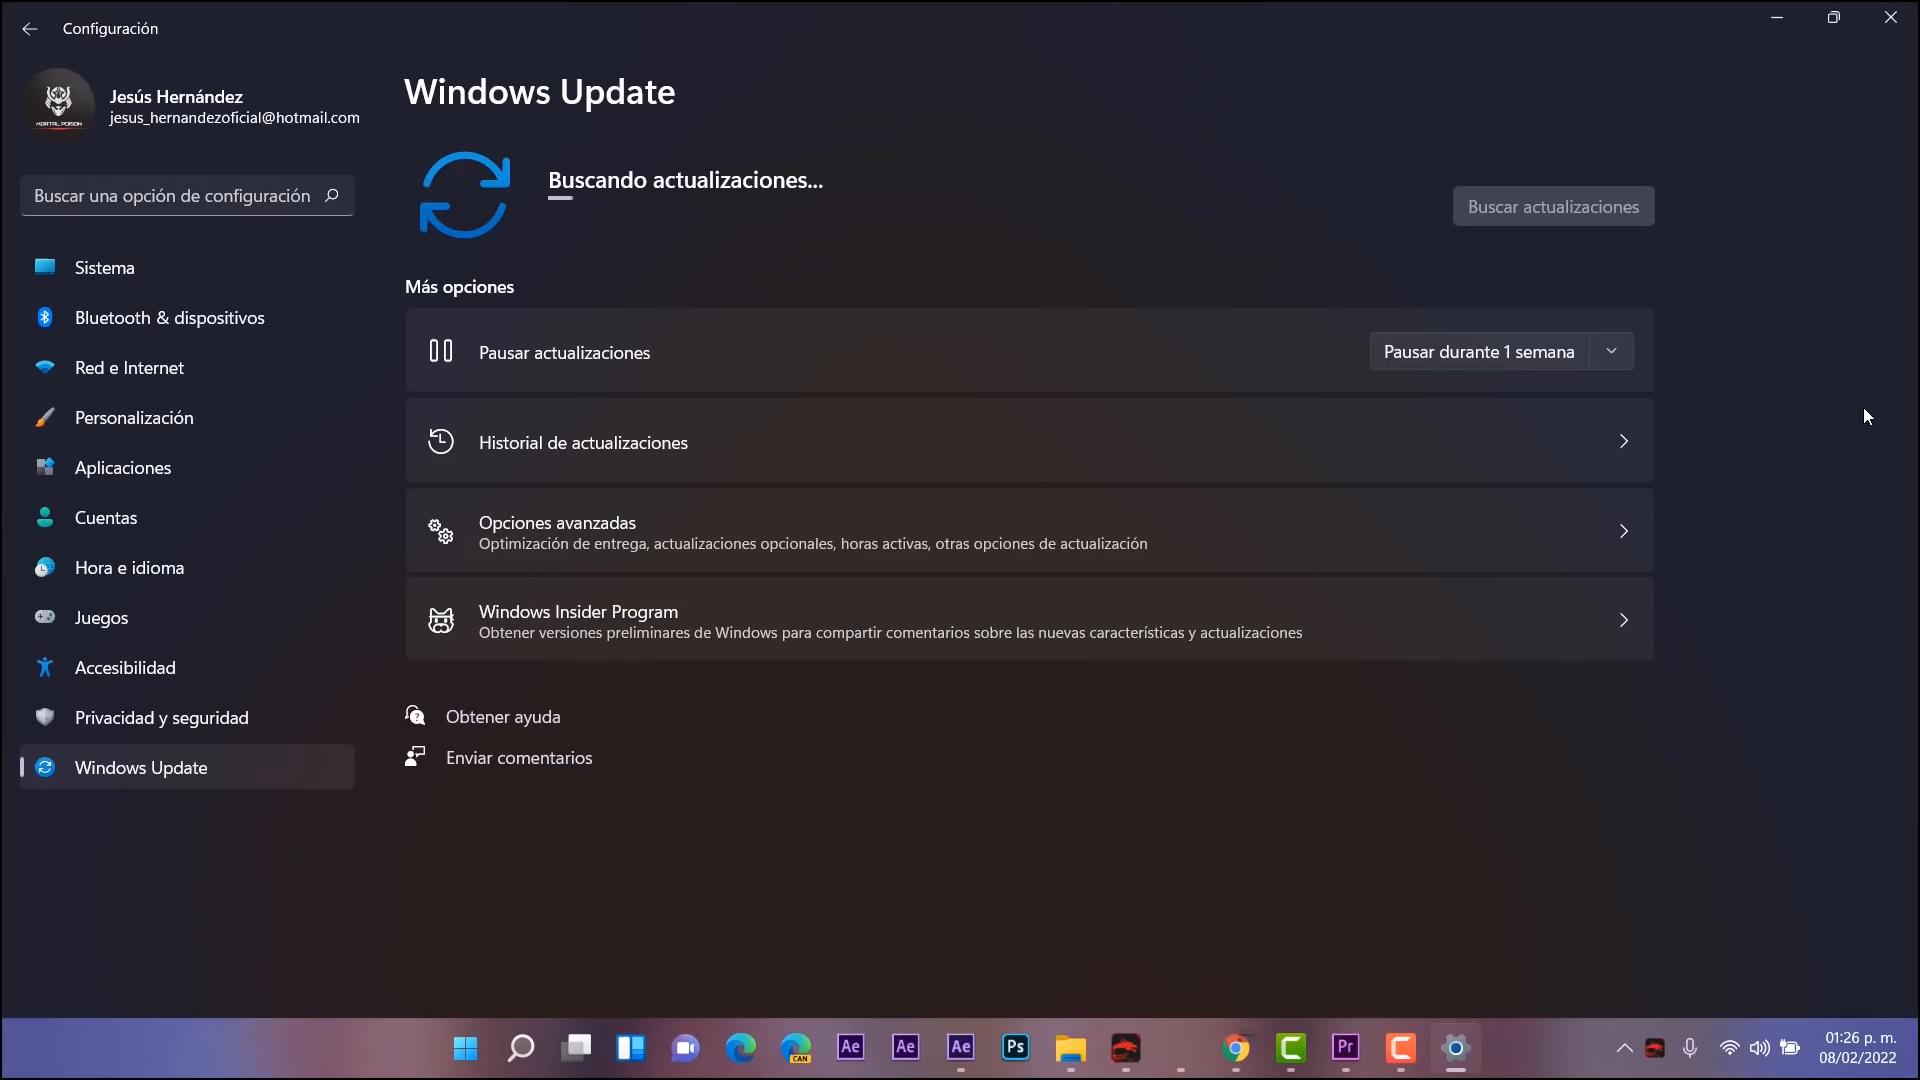 Configuración
Jesús Hernández
jesus_hernandezoficial@hotmail.com
MORTAL POISON
Buscar una opción de configuración
Sistema
Bluetooth & dispositivos
Red e Internet
Personalización
Aplicaciones
Cuentas
Hora e idioma
Juegos
Accesibilidad
Privacidad y seguridad
Windows Update
Windows Update
Buscando actualizaciones...
Buscar actualizaciones
Más opciones
Pausar actualizaciones
Pausar durante 1 semana
Historial de actualizaciones
Opciones avanzadas
Optimización de entrega, actualizaciones opcionales, horas activas, otras opciones de actualización
Windows Insider Program
Obtener versiones preliminares de Windows para compartir comentarios sobre las nuevas características y actualizaciones
Obtener ayuda
Enviar comentarios
CAN
Ae
Ae
Ae
Ps
Pr
01:26 p. m.
08/02/2022